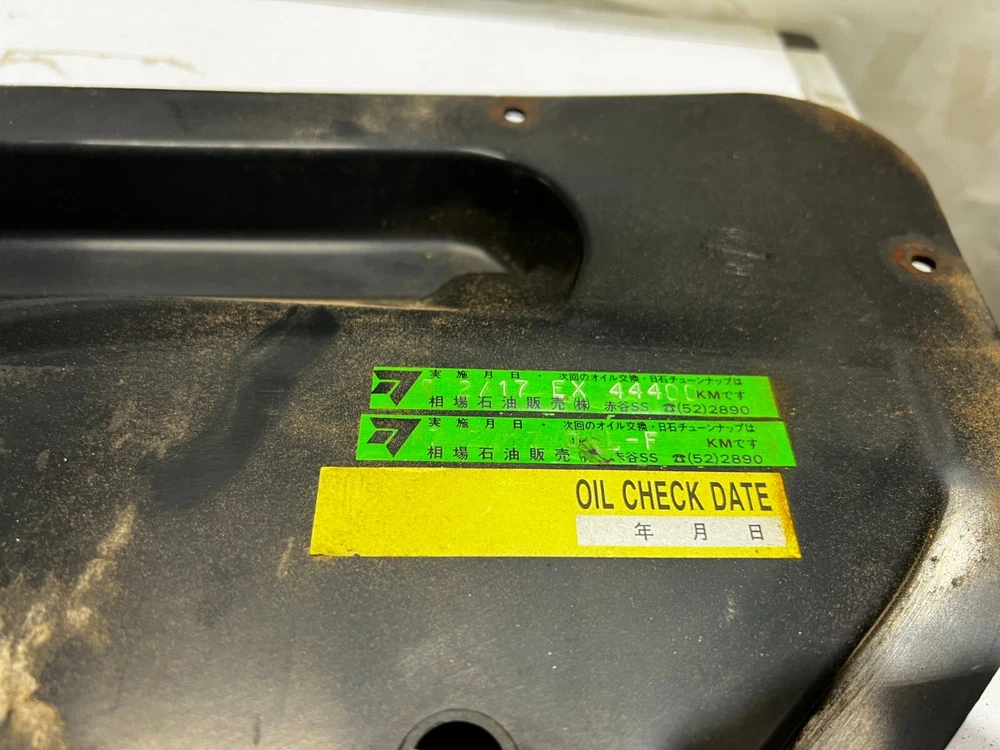 実施月日・次回のオイル交換・日石チューンナップは
2/17 EX 44400KMです
相場石油販売㈱ 赤谷SS ☎(52)2890
実施月日・次回のオイル交換・日石チューンナップは
L-F KMです
相場石油販売 谷SS ☎(52)2890
OIL CHECK DATE
年 月 日